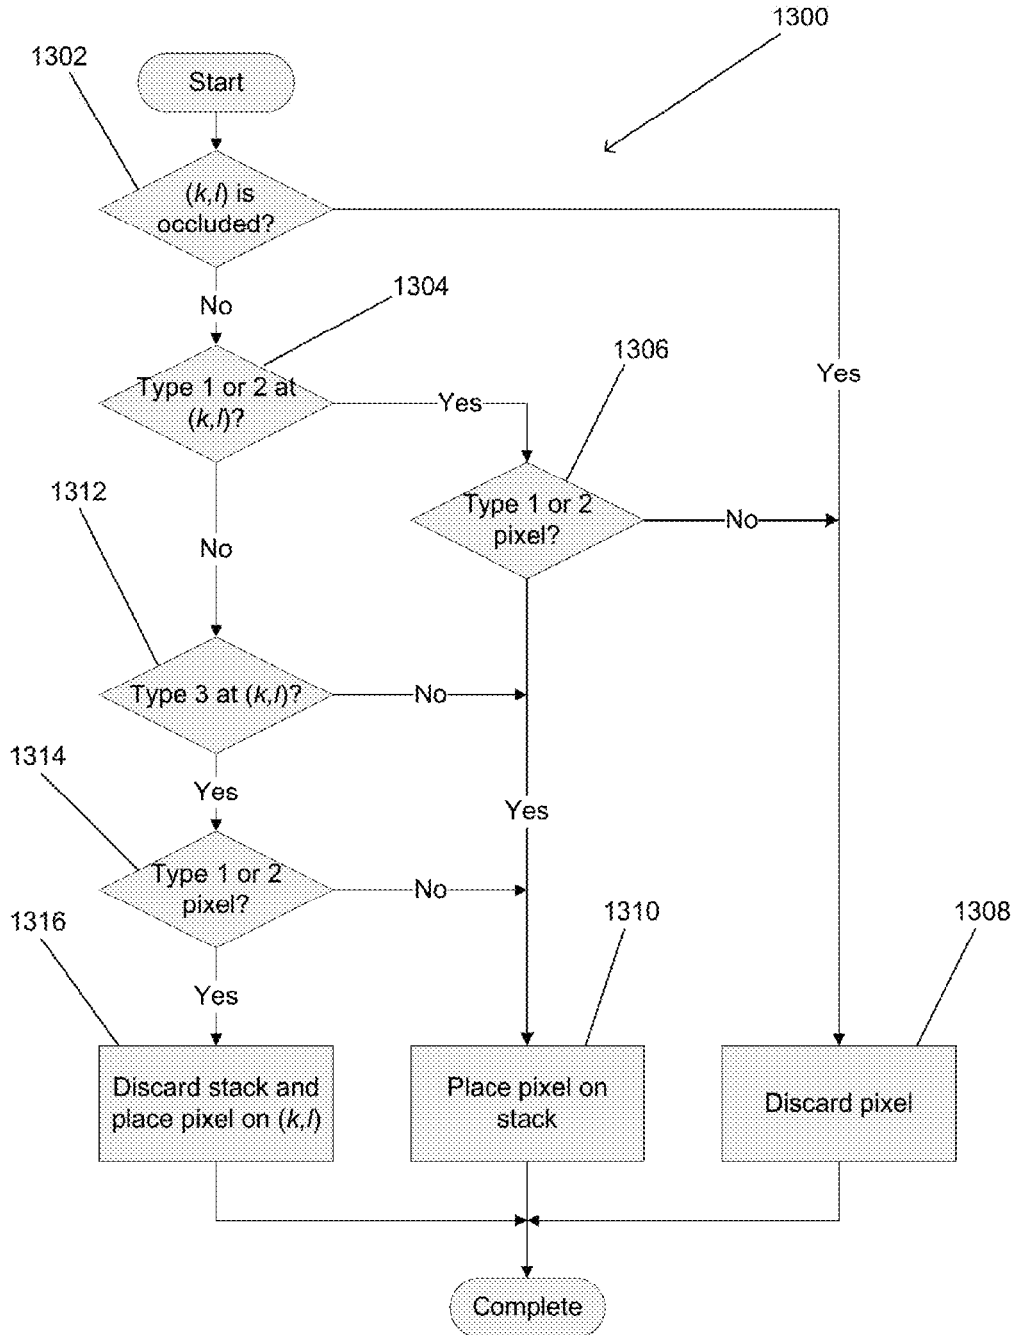 1300
1302
Start
(k,l) is
occluded?
No
1304
Type 1 or 2 at
(k,l)?
Yes
1306
Yes
Type 1 or 2
pixel?
No
1312
No
Type 3 at (k,l)?
No
1314
Yes
Yes
Type 1 or 2
pixel?
No
1316
Yes
1310
1308
Discard stack and
place pixel on (k,l)
Place pixel on
stack
Discard pixel
Complete